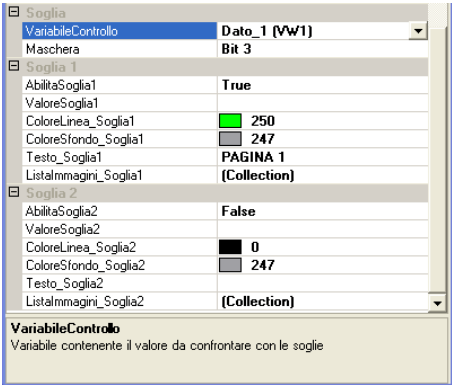 Soglia
VariabileControllo Dato_1 (VW1)
Maschera Bit 3
Soglia 1
AbilitaSoglia1 True
ValoreSoglia1
ColoreLinea_Soglia1 250
ColoreSfondo_Soglia1 247
Testo_Soglia1 PAGINA 1
ListaImmagini_Soglia1 (Collection)
Soglia 2
AbilitaSoglia2 False
ValoreSoglia2
ColoreLinea_Soglia2 0
ColoreSfondo_Soglia2 247
Testo_Soglia2
ListaImmagini_Soglia2 (Collection)
VariabileControllo
Variabile contenente il valore da confrontare con le soglie